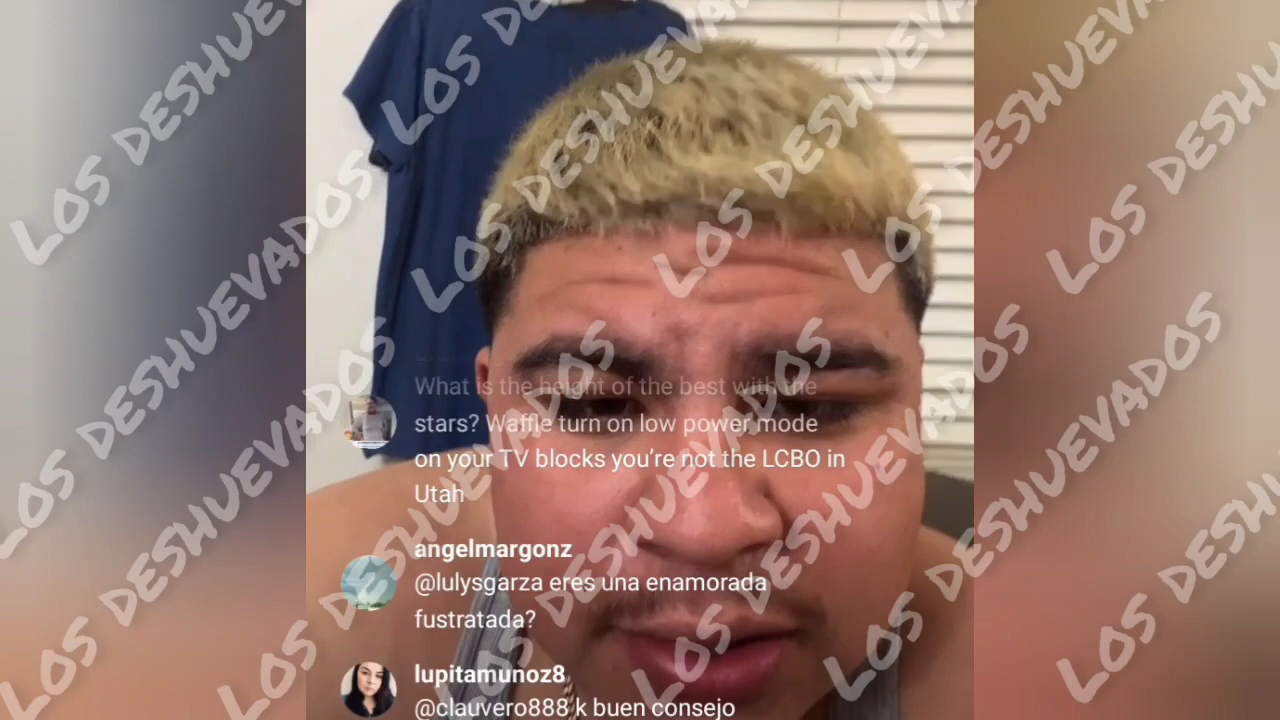 LOS DESHUEVADOS
What is the height of the best with the
stars? Waffle turn on low power mode
on your TV blocks you’re not the LCBO in
Utah
angelmargonz
@lulysgarza eres una enamorada
fustratada?
lupitamunoz8
@clauvero888 k buen consejo